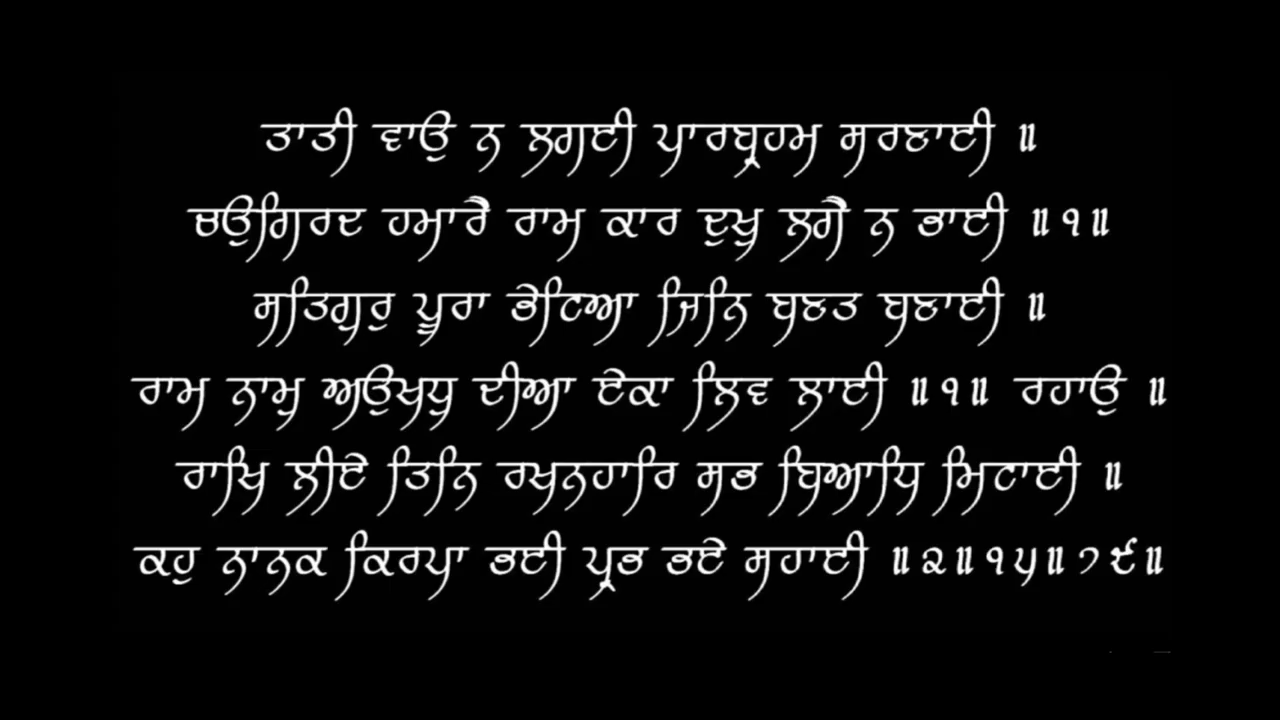 ਤਾਤੀ ਵਾਉ ਨ ਲਗਈ ਪਾਰਬ੍ਰਹਮ ਸਰਣਾਈ ॥
ਚਉਗਿਰਦ ਹਮਾਰੈ ਰਾਮ ਕਾਰ ਦੁਖੁ ਲਗੈ ਨ ਭਾਈ ॥੧॥
ਸਤਿਗੁਰੁ ਪੂਰਾ ਭੇਟਿਆ ਜਿਨਿ ਬਣਤ ਬਣਾਈ ॥
ਰਾਮ ਨਾਮੁ ਅਉਖਧੁ ਦੀਆ ਏਕਾ ਲਿਵ ਲਾਈ ॥੧॥ ਰਹਾਉ ॥
ਰਾਖਿ ਲੀਏ ਤਿਨਿ ਰਖਨਹਾਰਿ ਸਭ ਬਿਆਧਿ ਮਿਟਾਈ ॥
ਕਹੁ ਨਾਨਕ ਕਿਰਪਾ ਭਈ ਪ੍ਰਭ ਭਏ ਸਹਾਈ ॥੨॥੧੫॥੭੯॥